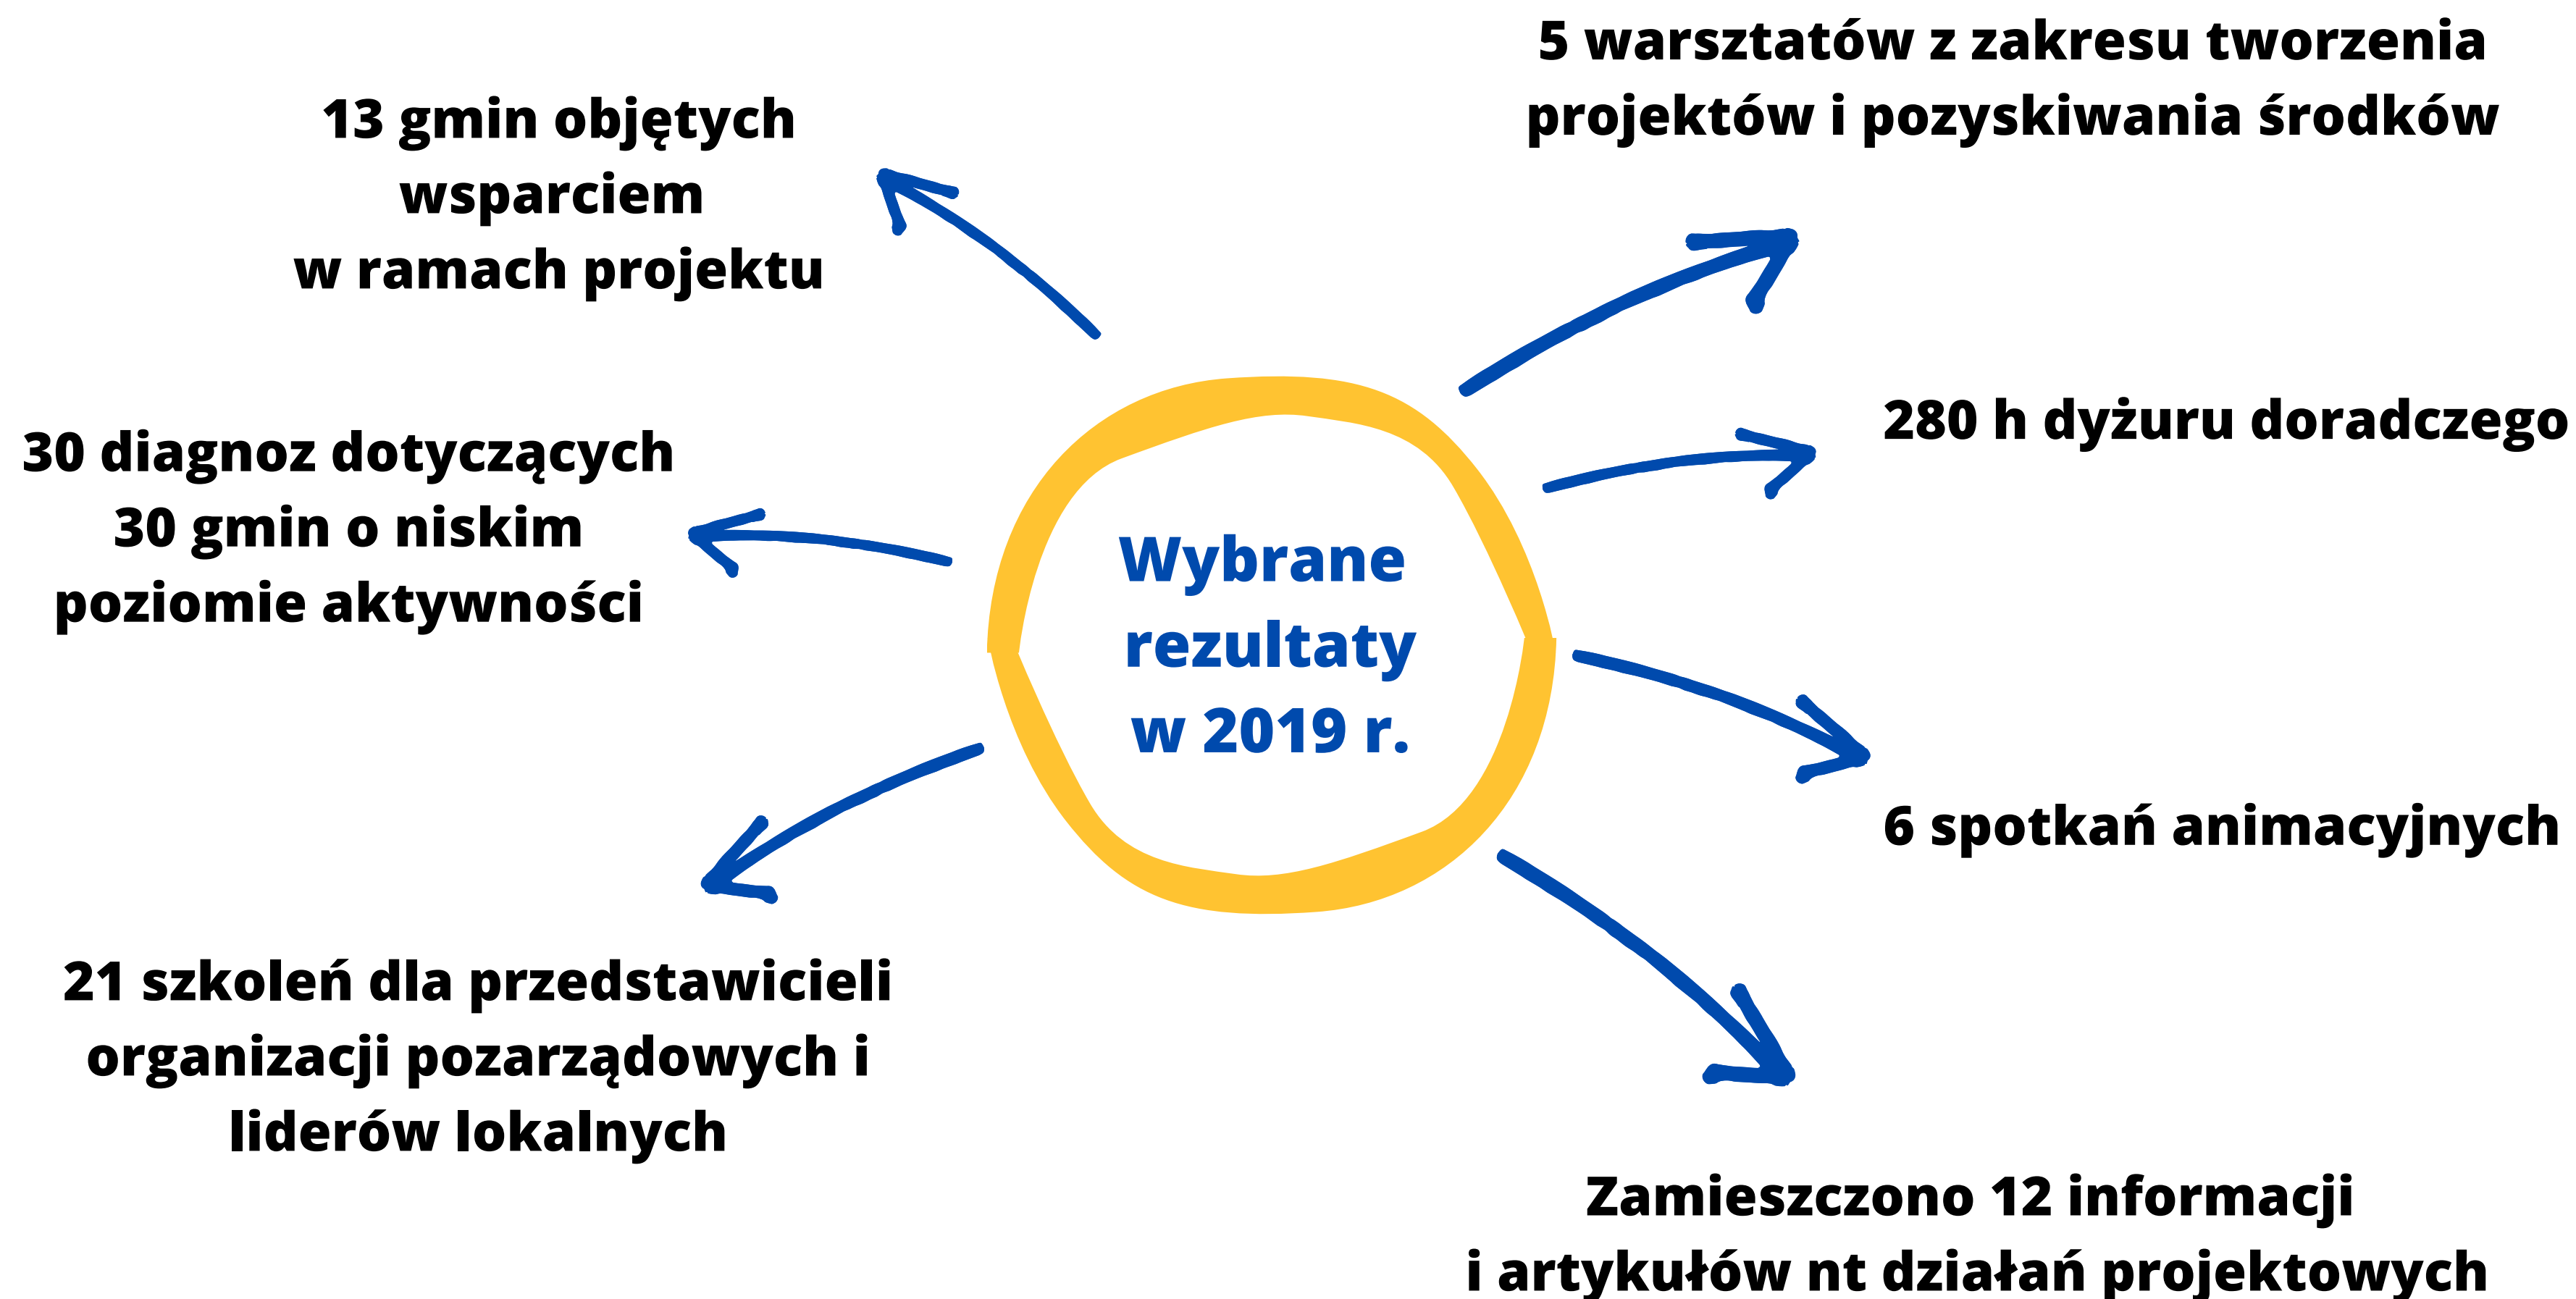 13 gmin objętych
wsparciem
w ramach projektu
30 diagnoz dotyczących
30 gmin o niskim
poziomie aktywności
21 szkoleń dla przedstawicieli
organizacji pozarządowych i
liderów lokalnych
Wybrane
rezultaty
w 2019 r.
5 warsztatów z zakresu tworzenia
projektów i pozyskiwania środków
280 h dyżuru doradczego
6 spotkań animacyjnych
Zamieszczono 12 informacji
i artykułów nt działań projektowych